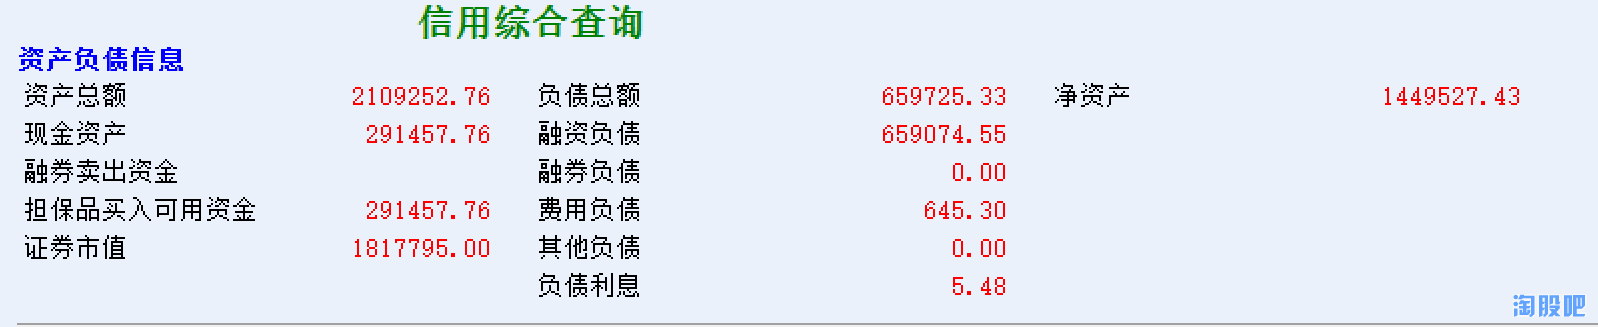 信用综合查询
资产负债信息
资产总额 2109252.76 负债总额 659725.33 净资产 1449527.43
现金资产 291457.76 融资负债 659074.55
融券卖出资金 融券负债 0.00
担保品买入可用资金 291457.76 费用负债 645.30
证券市值 1817795.00 其他负债 0.00
负债利息 5.48
淘股吧